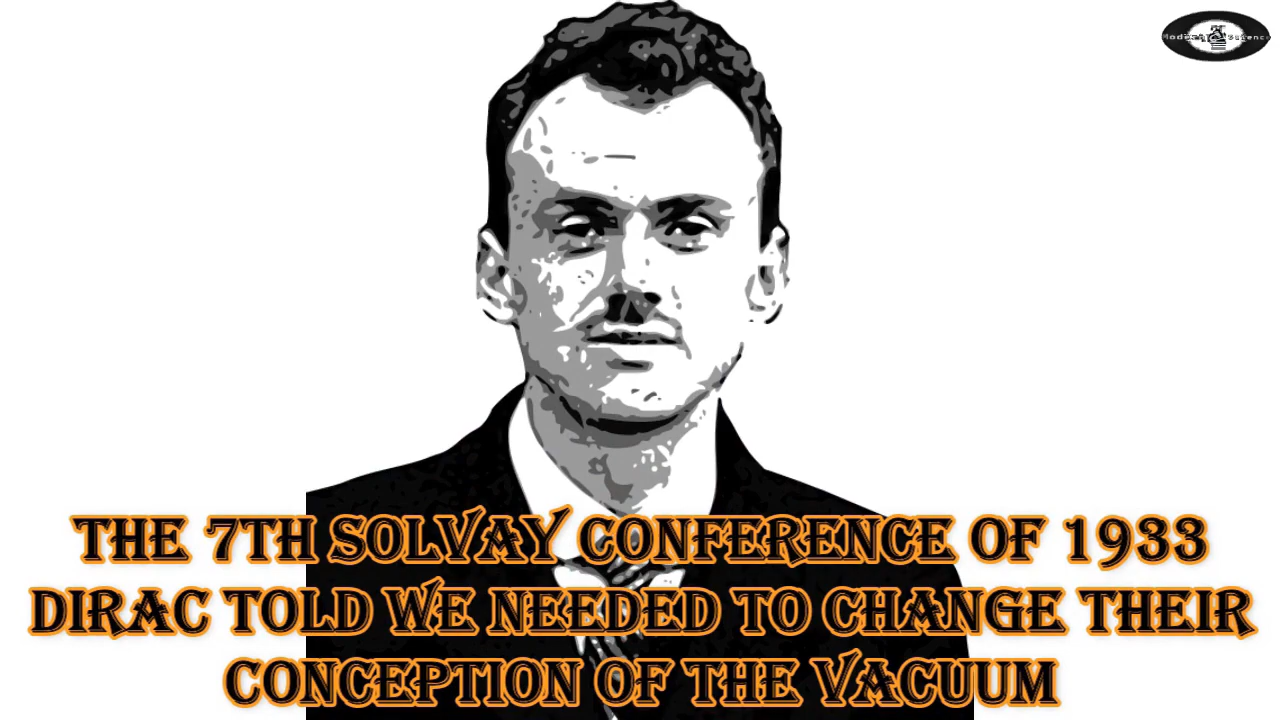 THE 7TH SOLVAY CONFERENCE OF 1933
DIRAC TOLD WE NEEDED TO CHANGE THEIR
CONCEPTION OF THE VACUUM